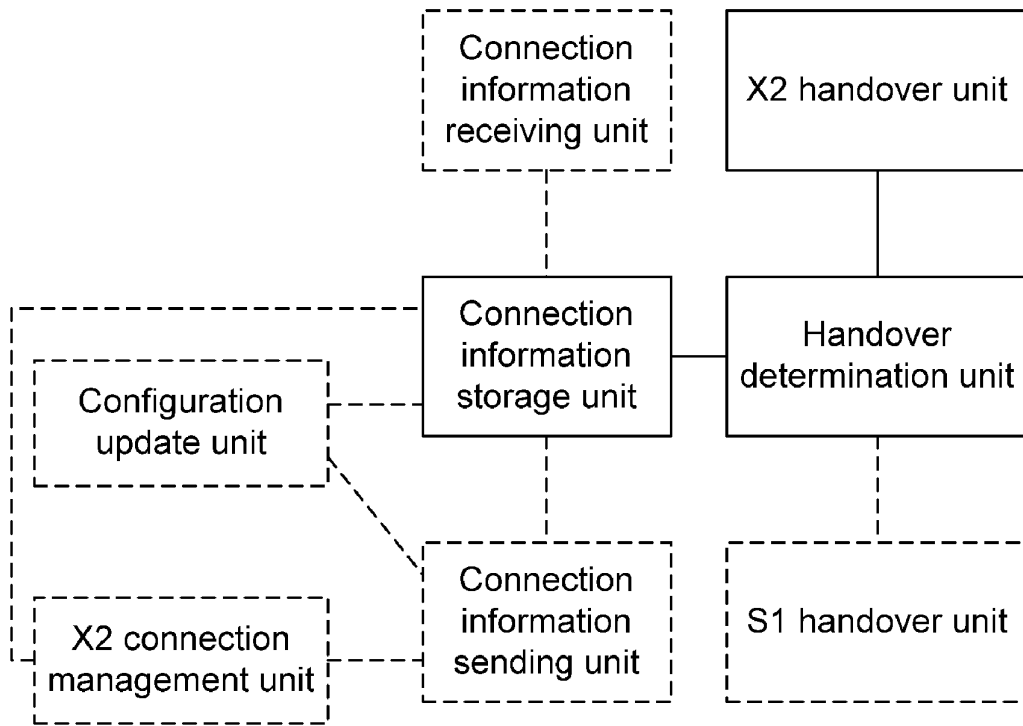 Connection
information
receiving unit
X2 handover unit
Connection
information
storage unit
Handover
determination unit
Configuration
update unit
Connection
information
sending unit
S1 handover unit
X2 connection
management unit